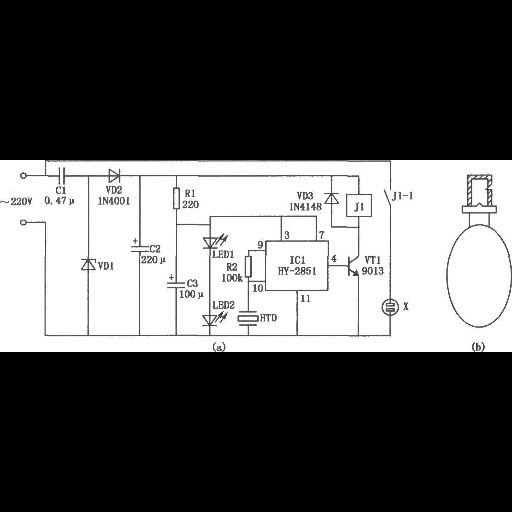 ~220V
C1
0.47μ
VD2
1N4001
VD1
C2
220μ
R1
220
C3
100μ
LED1
LED2
R2
100k
9
10
3
7
IC1
HY-2851
4
11
HTD
VD3
1N4148
J1
VT1
9013
J1-1
X
(a)
(b)